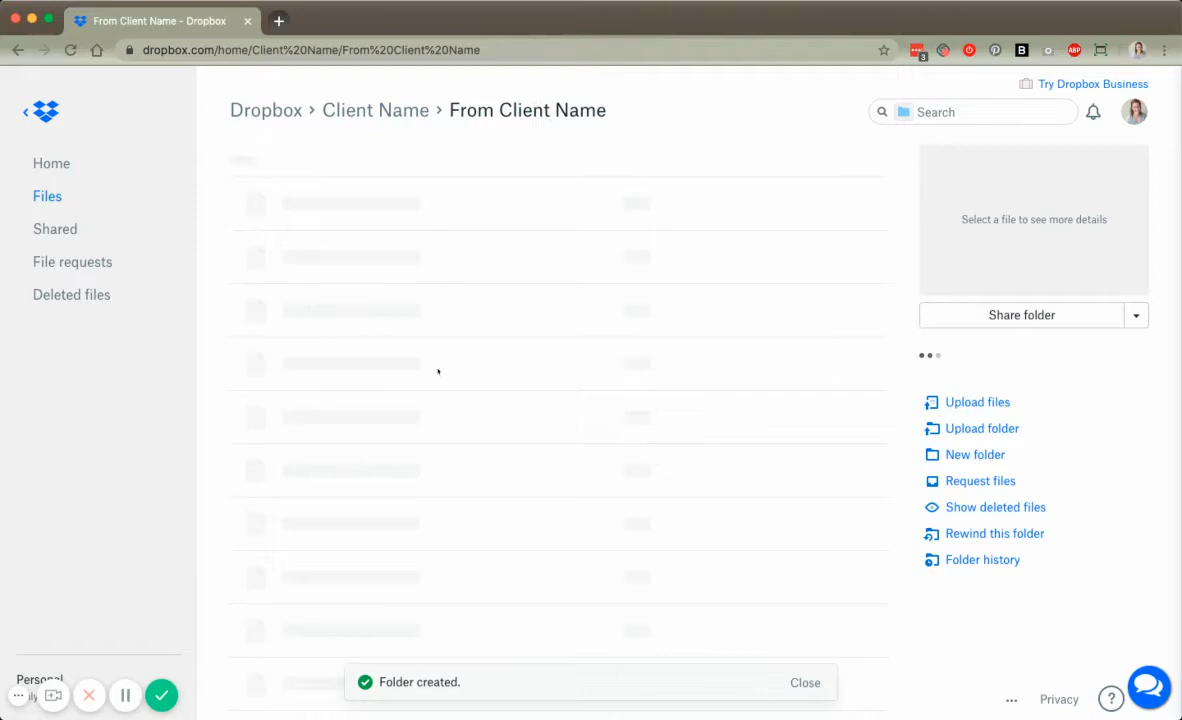 From Client Name - Dropbox
dropbox.com/home/Client%20Name/From%20Client%20Name
3
B
ABP
Try Dropbox Business
Dropbox › Client Name › From Client Name
Search
Home
Files
Shared
File requests
Deleted files
Select a file to see more details
Share folder
Upload files
Upload folder
New folder
Request files
Show deleted files
Rewind this folder
Folder history
Personal
Folder created.
Close
Privacy
?